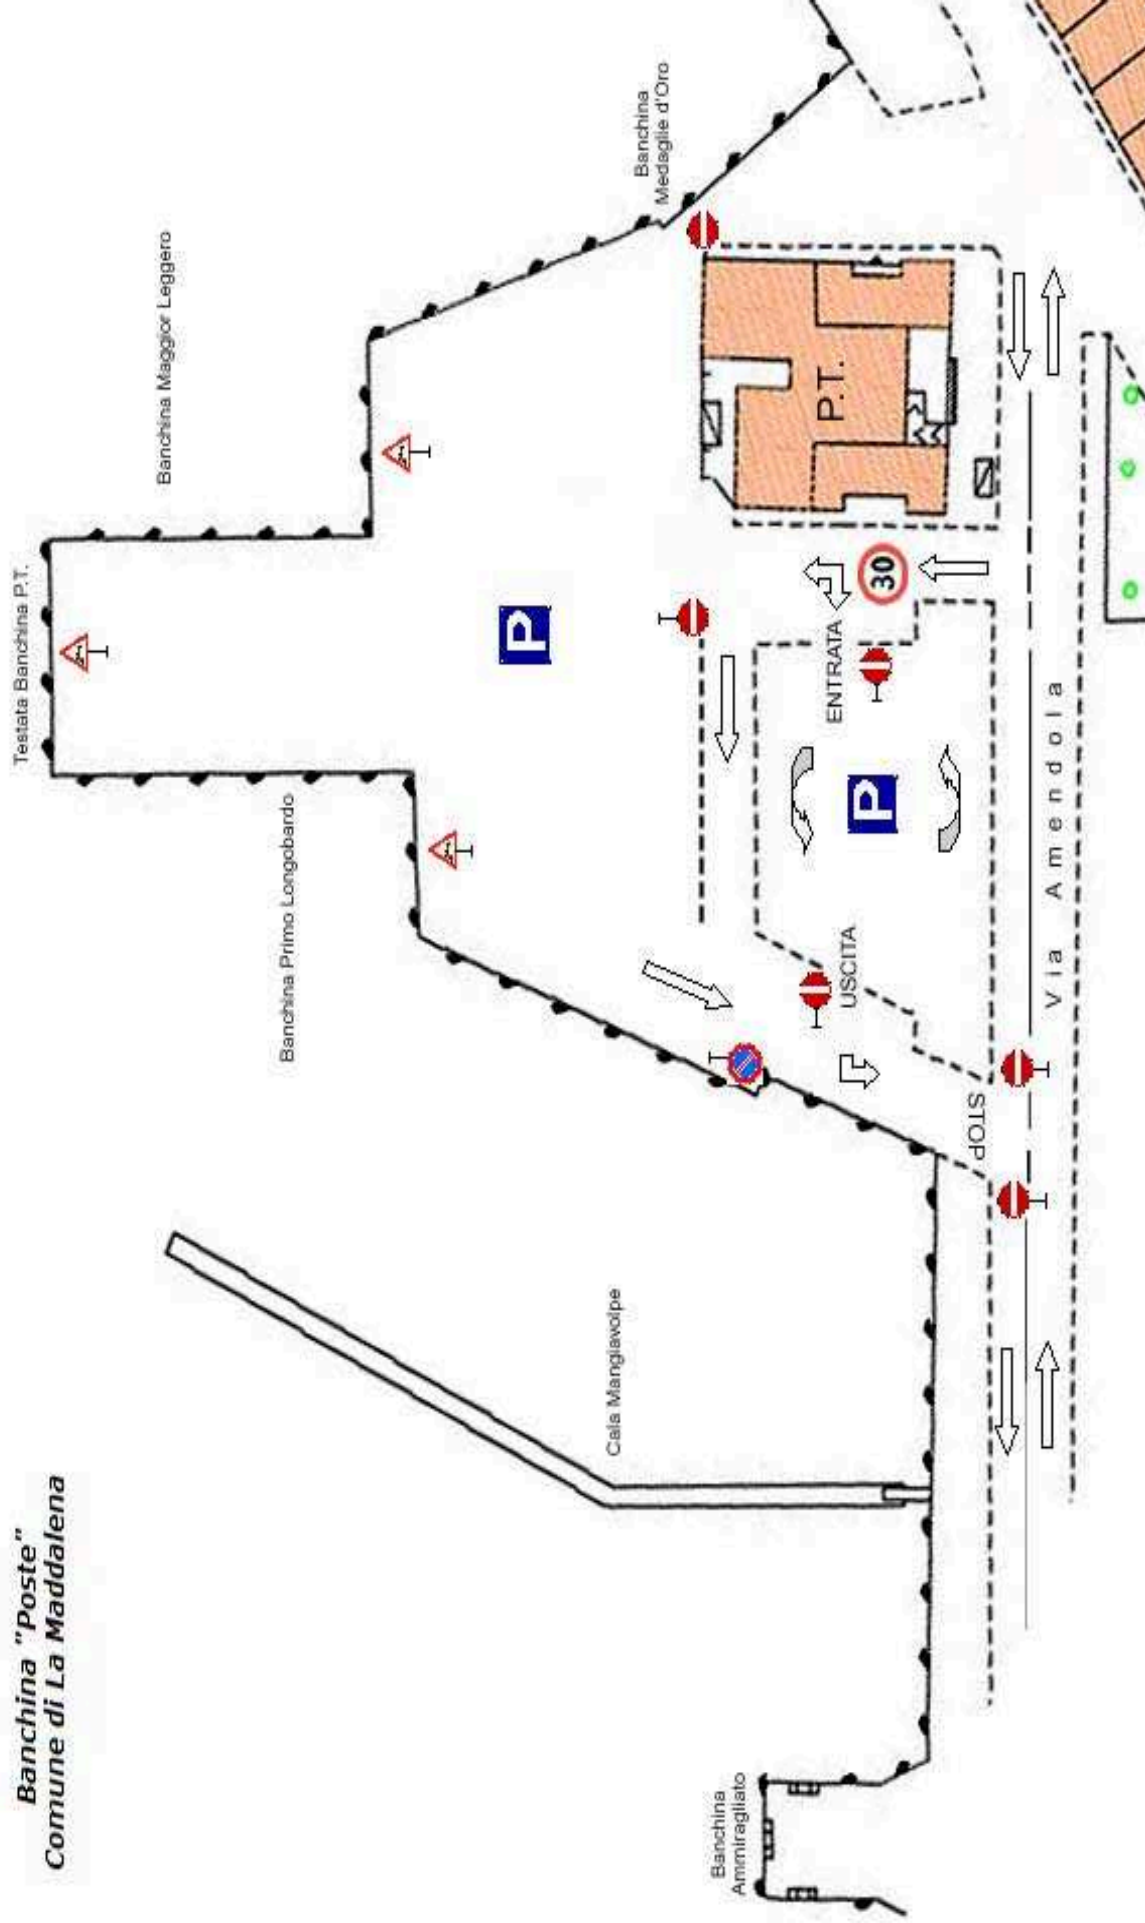 Banchina "Poste"
Comune di La Maddalena
Testata Banchina P.T.
Banchina Maggior Leggero
Banchina Primo Longobardo
Banchina
Medaglie d'Oro
Cala Mangiavolpe
Banchina
Ammiragliato
P
P.T.
30
ENTRATA
P
USCITA
STOP
Via Amendola